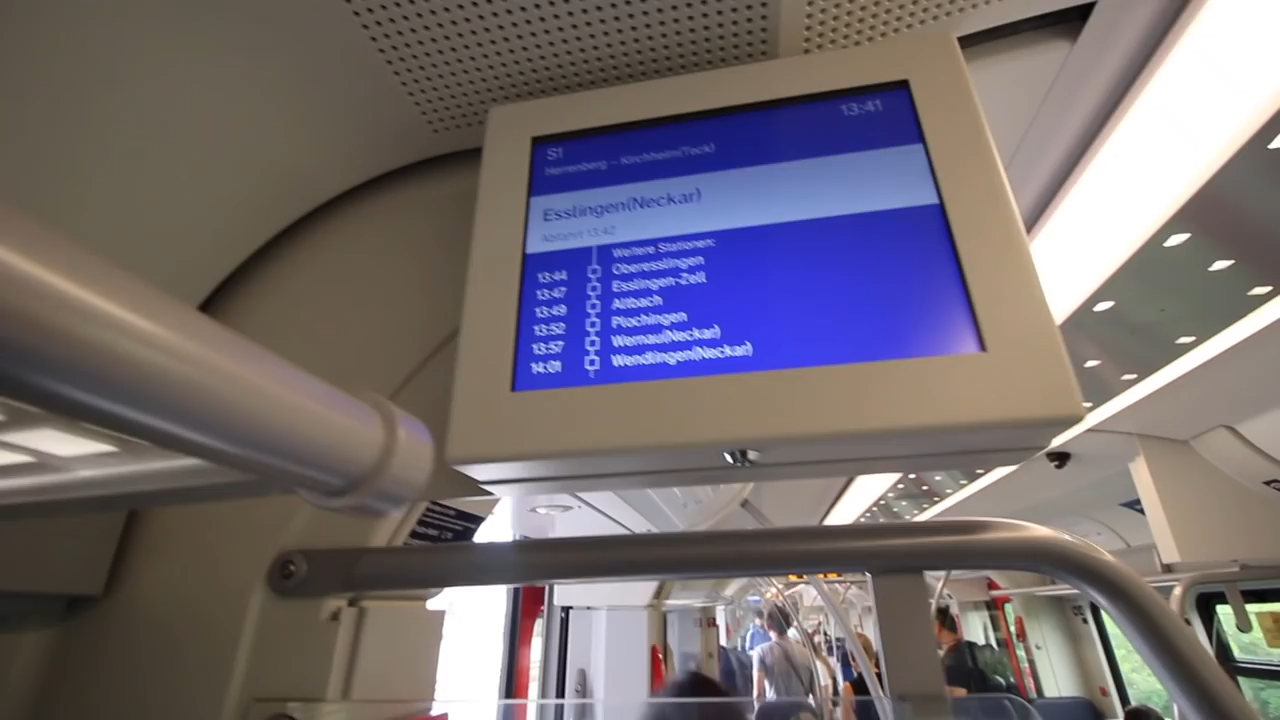 13:41
S1
Herrenberg - Kirchheim(Teck)
Esslingen(Neckar)
Abfahrt 13:42
Weitere Stationen:
13:44 Oberesslingen
13:47 Esslingen-Zell
13:49 Altbach
13:52 Plochingen
13:57 Wernau(Neckar)
14:01 Wendlingen(Neckar)